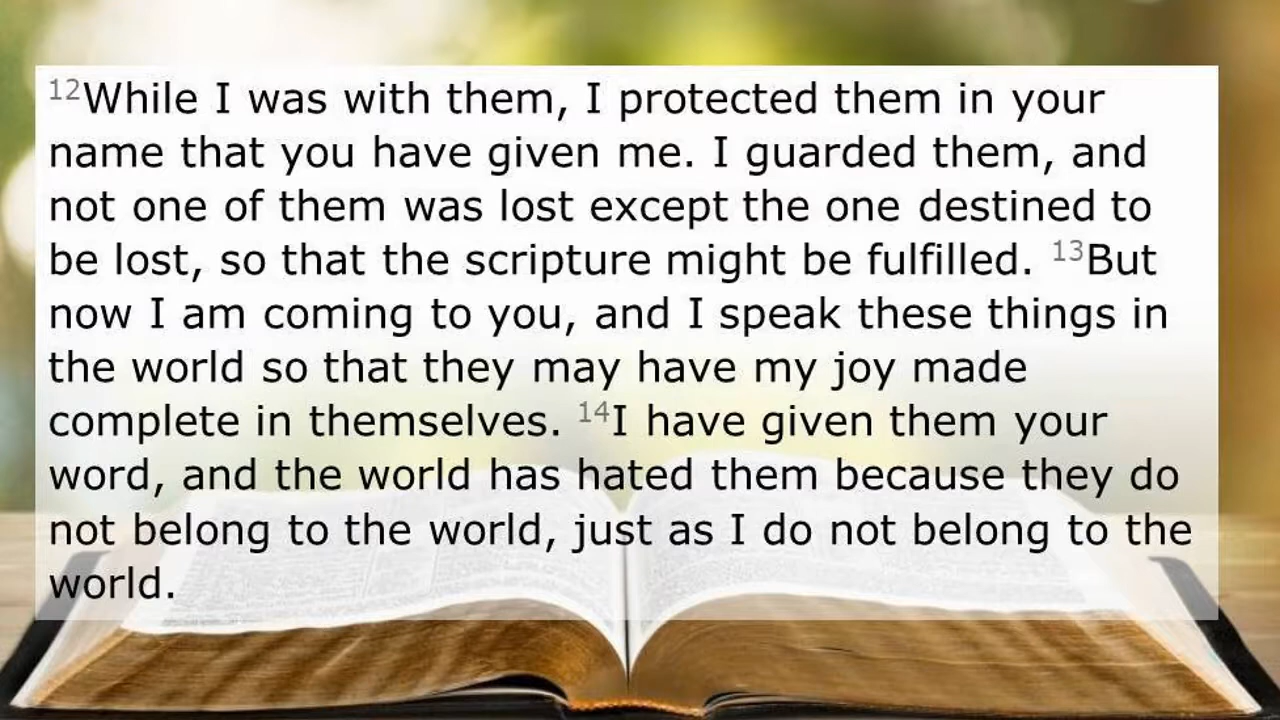 12While I was with them, I protected them in your
name that you have given me. I guarded them, and
not one of them was lost except the one destined to
be lost, so that the scripture might be fulfilled. 13But
now I am coming to you, and I speak these things in
the world so that they may have my joy made
complete in themselves. 14I have given them your
word, and the world has hated them because they do
not belong to the world, just as I do not belong to the
world.